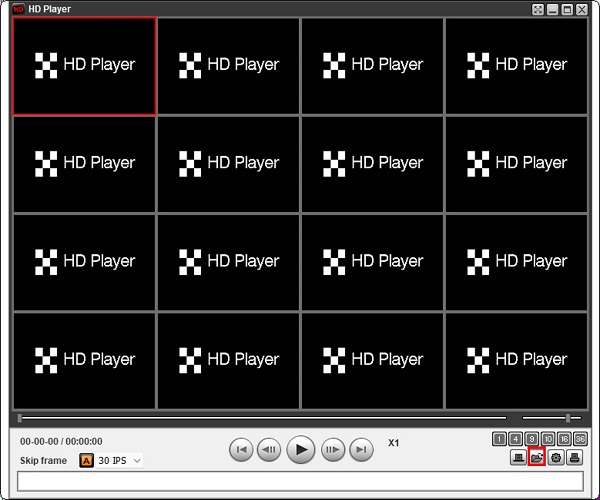 HD HD Player
HD Player HD Player HD Player HD Player
HD Player HD Player HD Player HD Player
HD Player HD Player HD Player HD Player
HD Player HD Player HD Player HD Player
00-00-00 / 00:00:00
X1
1 4 9 10 16 36
Skip frame A 30 IPS